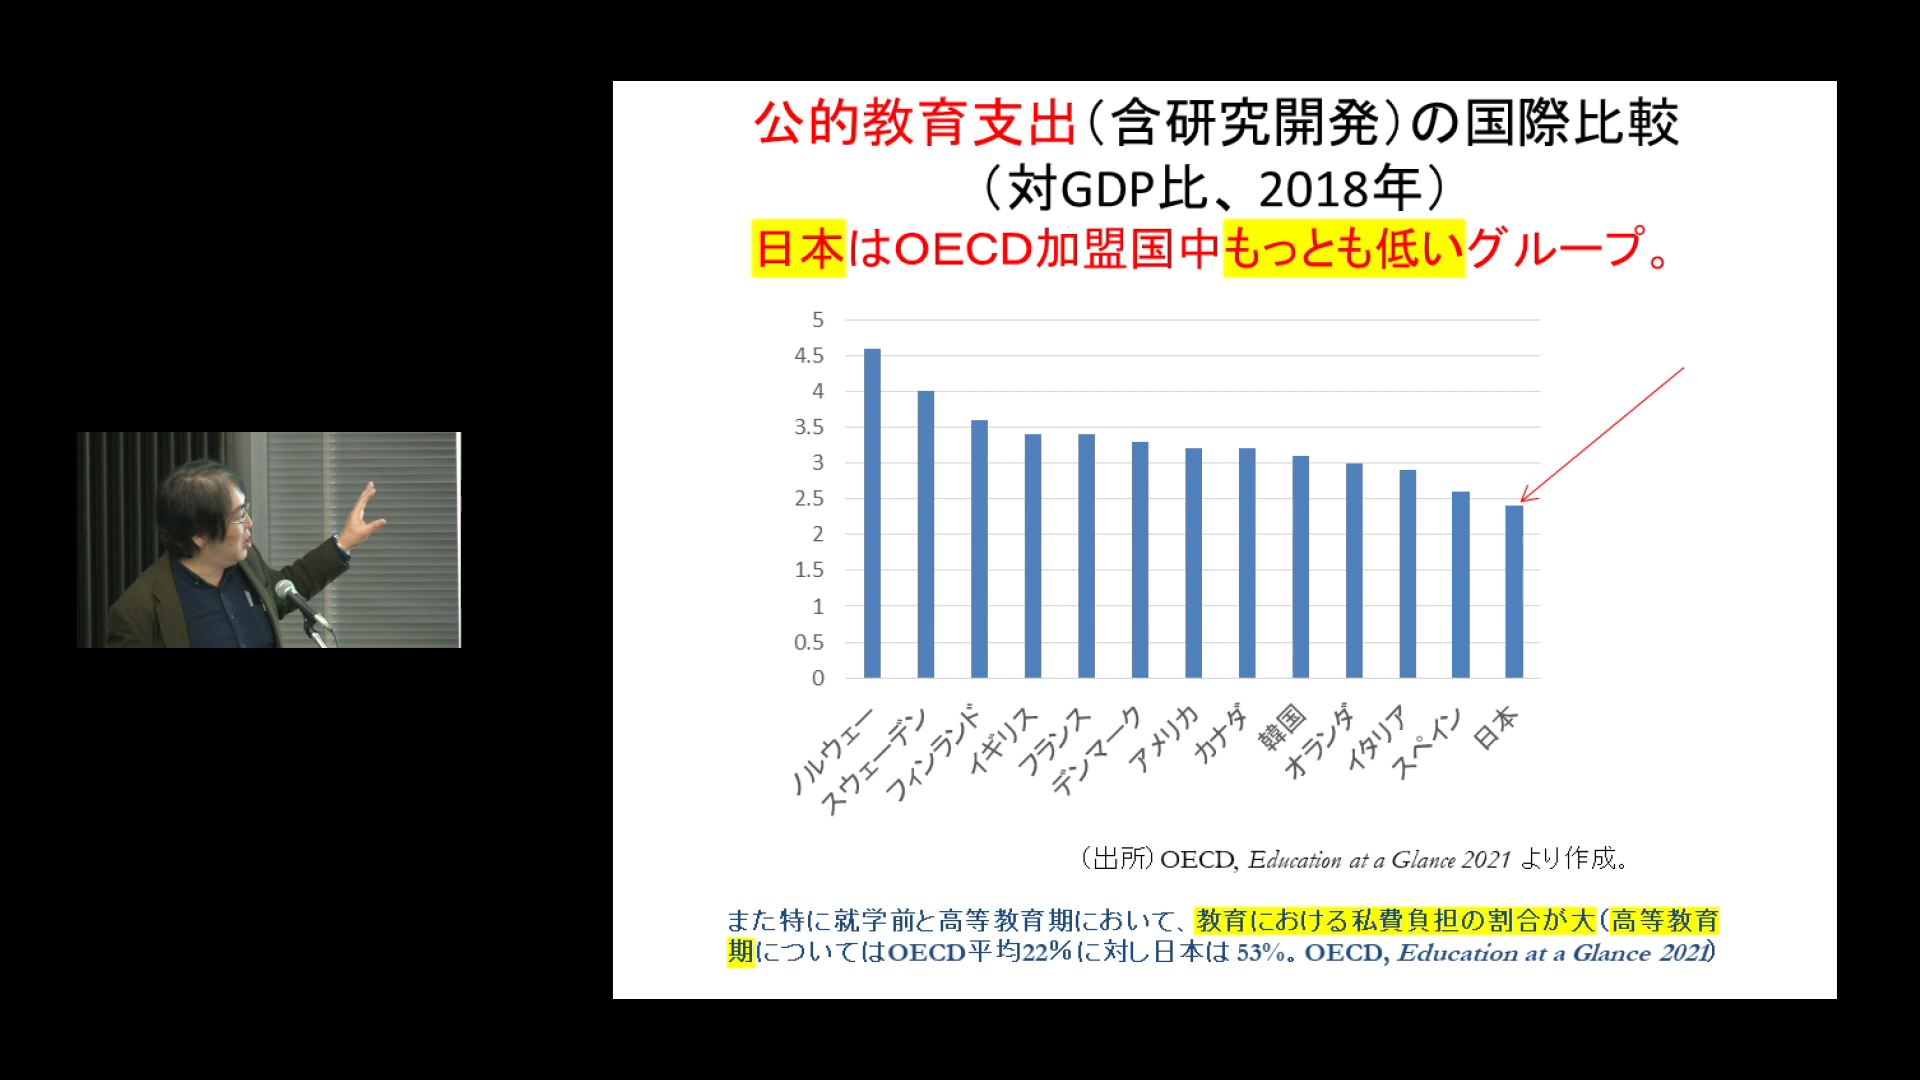 公的教育支出（含研究開発）の国際比較
（対GDP比、2018年）
日本はOECD加盟国中もっとも低いグループ。
5
4.5
4
3.5
3
2.5
2
1.5
1
0.5
0
ノルウェー
スウェーデン
フィンランド
イギリス
フランス
デンマーク
アメリカ
カナダ
韓国
オランダ
イタリア
スペイン
日本
（出所）OECD, Education at a Glance 2021 より作成。
また特に就学前と高等教育期において、教育における私費負担の割合が大（高等教育
期についてはOECD平均22％に対し日本は 53%。OECD, Education at a Glance 2021）